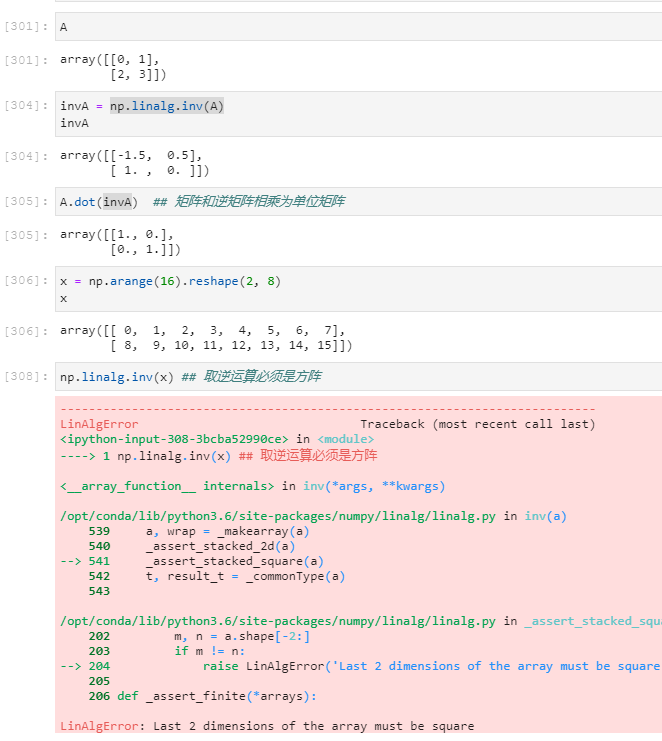 [301]: A
[301]: array([[0, 1],
       [2, 3]])
[304]: invA = np.linalg.inv(A)
invA
[304]: array([[-1.5,  0.5],
       [ 1. ,  0. ]])
[305]: A.dot(invA)  ## 矩阵和逆矩阵相乘为单位矩阵
[305]: array([[1., 0.],
       [0., 1.]])
[306]: x = np.arange(16).reshape(2, 8)
x
[306]: array([[ 0,  1,  2,  3,  4,  5,  6,  7],
       [ 8,  9, 10, 11, 12, 13, 14, 15]])
[308]: np.linalg.inv(x) ## 取逆运算必须是方阵
---------------------------------------------------------------------------
LinAlgError                               Traceback (most recent call last)
<ipython-input-308-3bcba52990ce> in <module>
----> 1 np.linalg.inv(x) ## 取逆运算必须是方阵
<__array_function__ internals> in inv(*args, **kwargs)
/opt/conda/lib/python3.6/site-packages/numpy/linalg/linalg.py in inv(a)
    539     a, wrap = _makearray(a)
    540     _assert_stacked_2d(a)
--> 541     _assert_stacked_square(a)
    542     t, result_t = _commonType(a)
    543
/opt/conda/lib/python3.6/site-packages/numpy/linalg/linalg.py in _assert_stacked_squa
    202         m, n = a.shape[-2:]
    203         if m != n:
--> 204             raise LinAlgError('Last 2 dimensions of the array must be square
    205
    206 def _assert_finite(*arrays):
LinAlgError: Last 2 dimensions of the array must be square